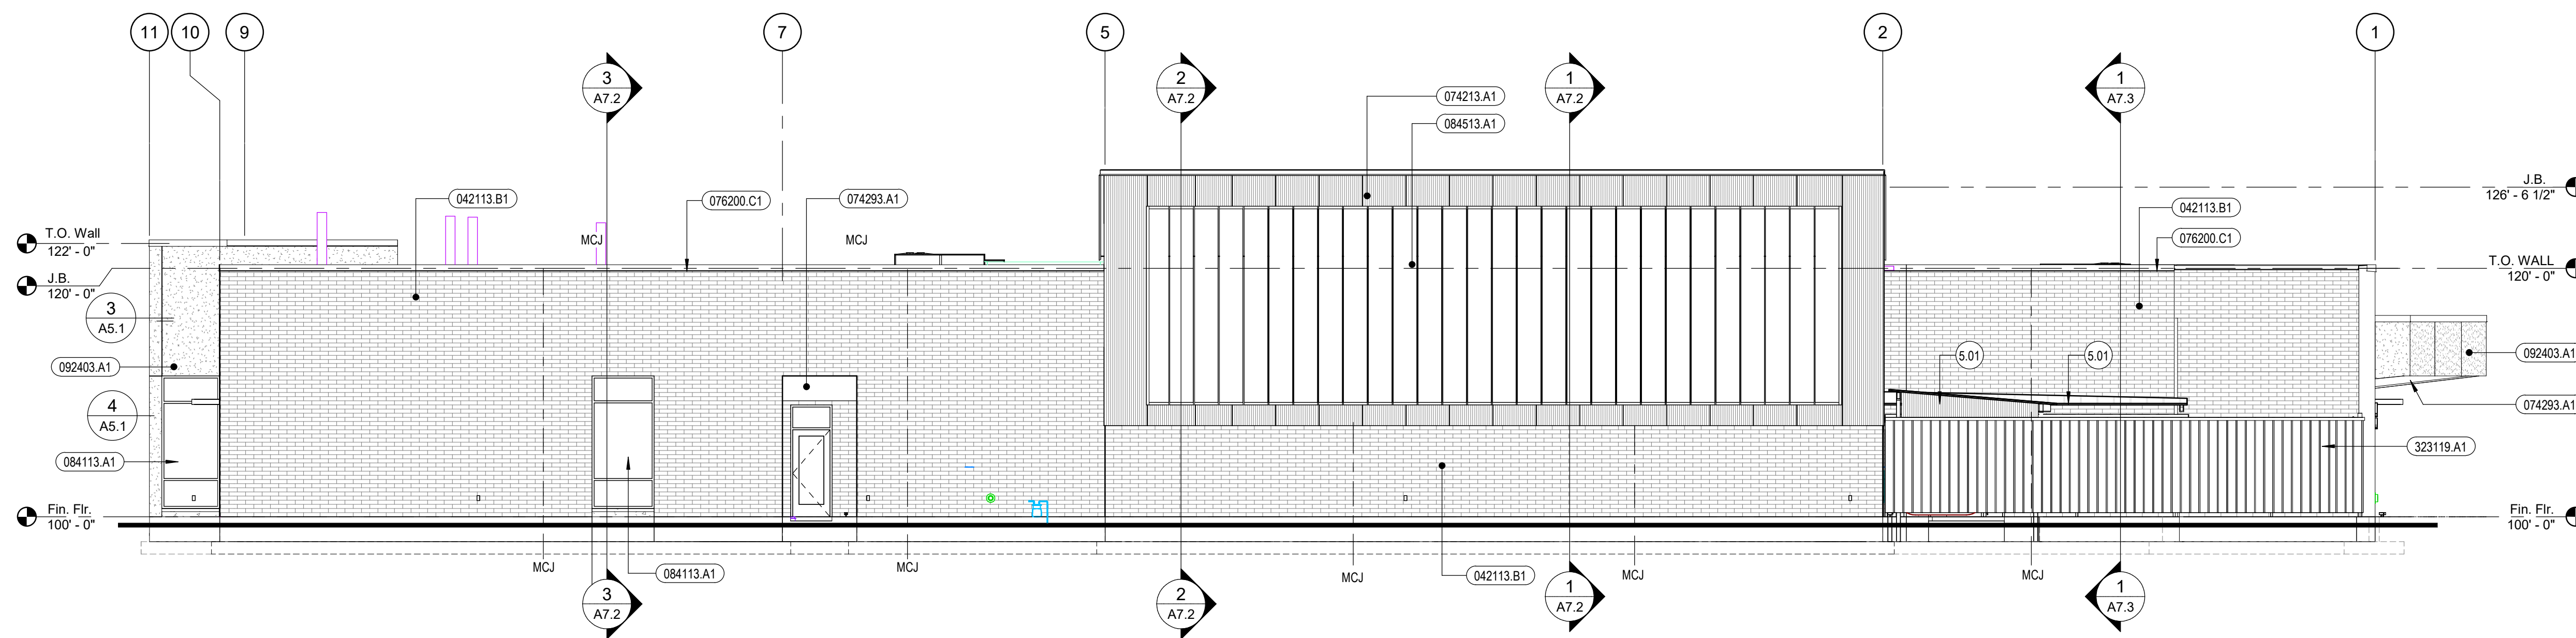 11
10
9
7
5
2
1
3
A7.2
2
A7.2
1
A7.2
1
A7.3
074213.A1
084513.A1
042113.B1
076200.C1
074293.A1
J.B.
126' - 6 1/2"
042113.B1
076200.C1
T.O. Wall
122' - 0"
MCJ
MCJ
J.B.
120' - 0"
T.O. WALL
120' - 0"
3
A5.1
092403.A1
5.01
5.01
092403.A1
4
A5.1
074293.A1
084113.A1
323119.A1
Fin. Flr.
100' - 0"
Fin. Flr.
100' - 0"
MCJ
084113.A1
MCJ
MCJ
042113.B1
MCJ
MCJ
3
A7.2
2
A7.2
1
A7.2
1
A7.3